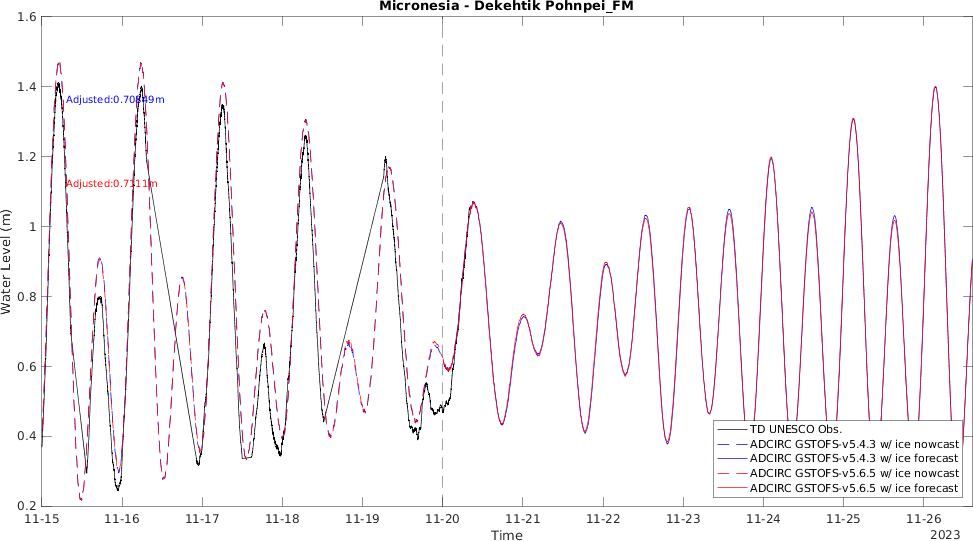 Micronesia - Dekehtik Pohnpei_FM
1.6
1.4
1.2
1
0.8
0.6
0.4
0.2
Water Level (m)
Adjusted:0.70849m
Adjusted:0.7311m
TD UNESCO Obs.
ADCIRC GSTOFS-v5.4.3 w/ ice nowcast
ADCIRC GSTOFS-v5.4.3 w/ ice forecast
ADCIRC GSTOFS-v5.6.5 w/ ice nowcast
ADCIRC GSTOFS-v5.6.5 w/ ice forecast
11-15 11-16 11-17 11-18 11-19 11-20 11-21 11-22 11-23 11-24 11-25 11-26
2023
Time